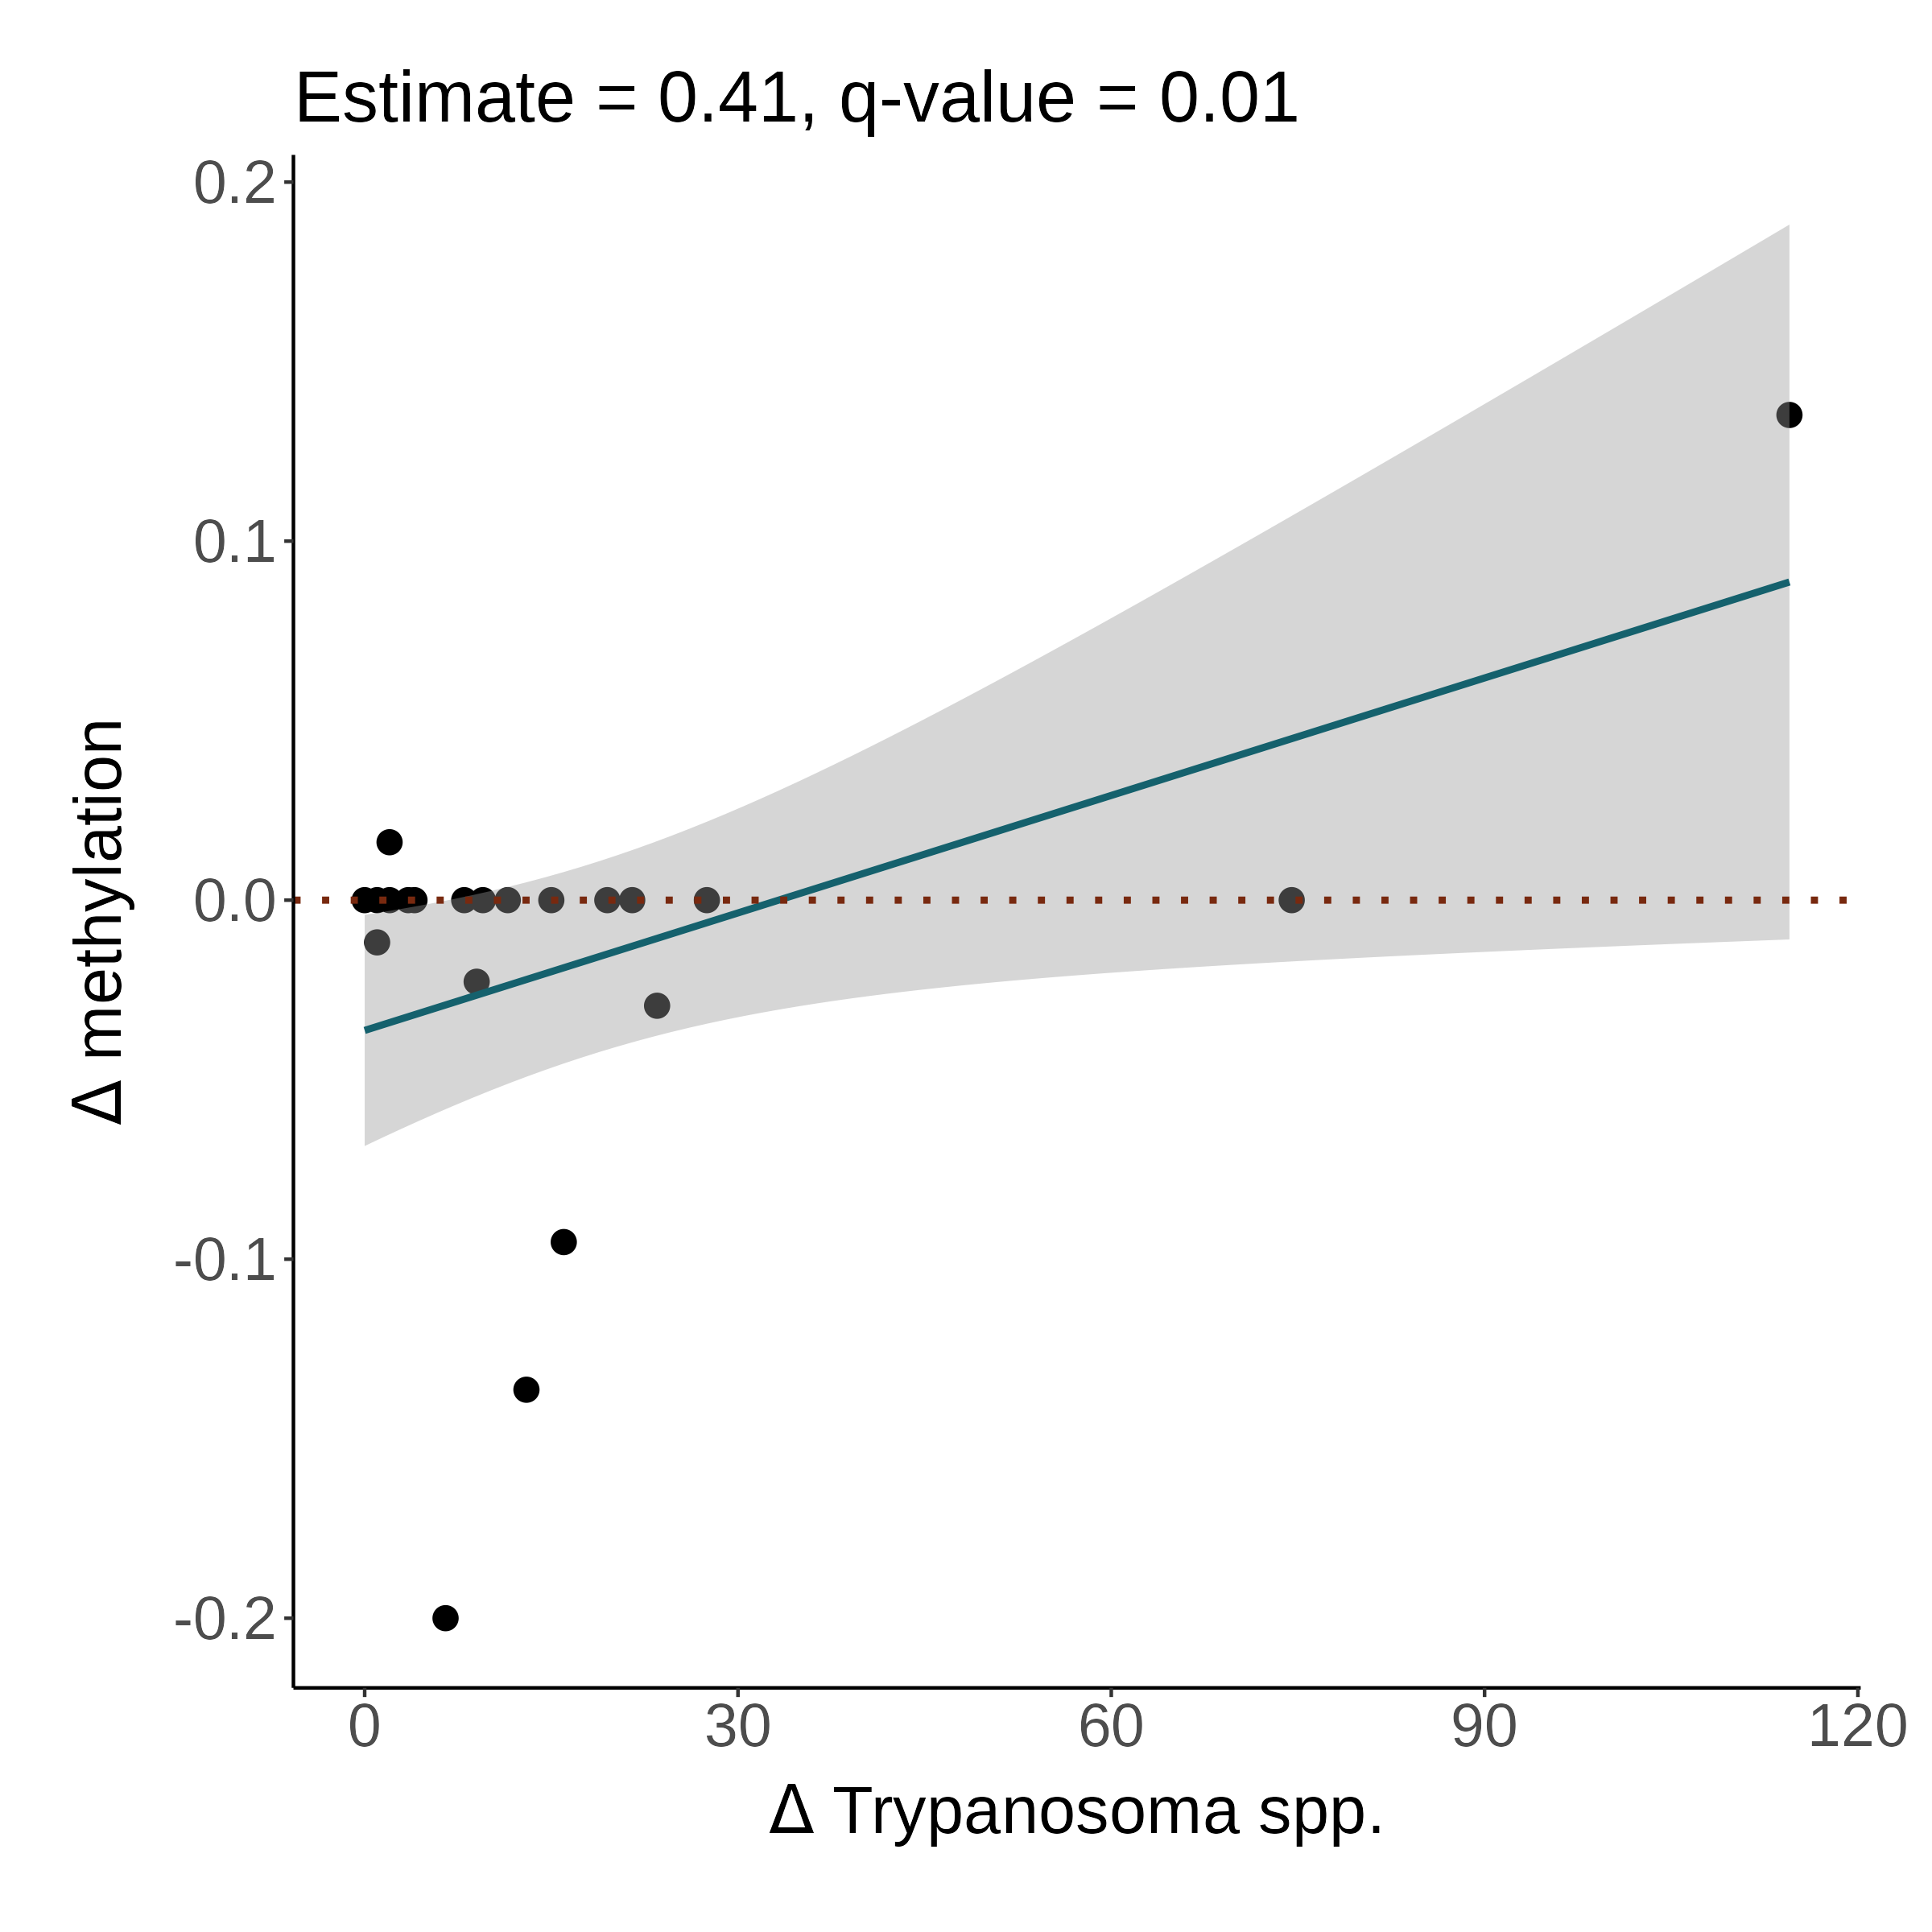 Estimate = 0.41, q-value = 0.01
0.2
0.1
0.0
-0.1
-0.2
Δ methylation
0 30 60 90 120
Δ Trypanosoma spp.